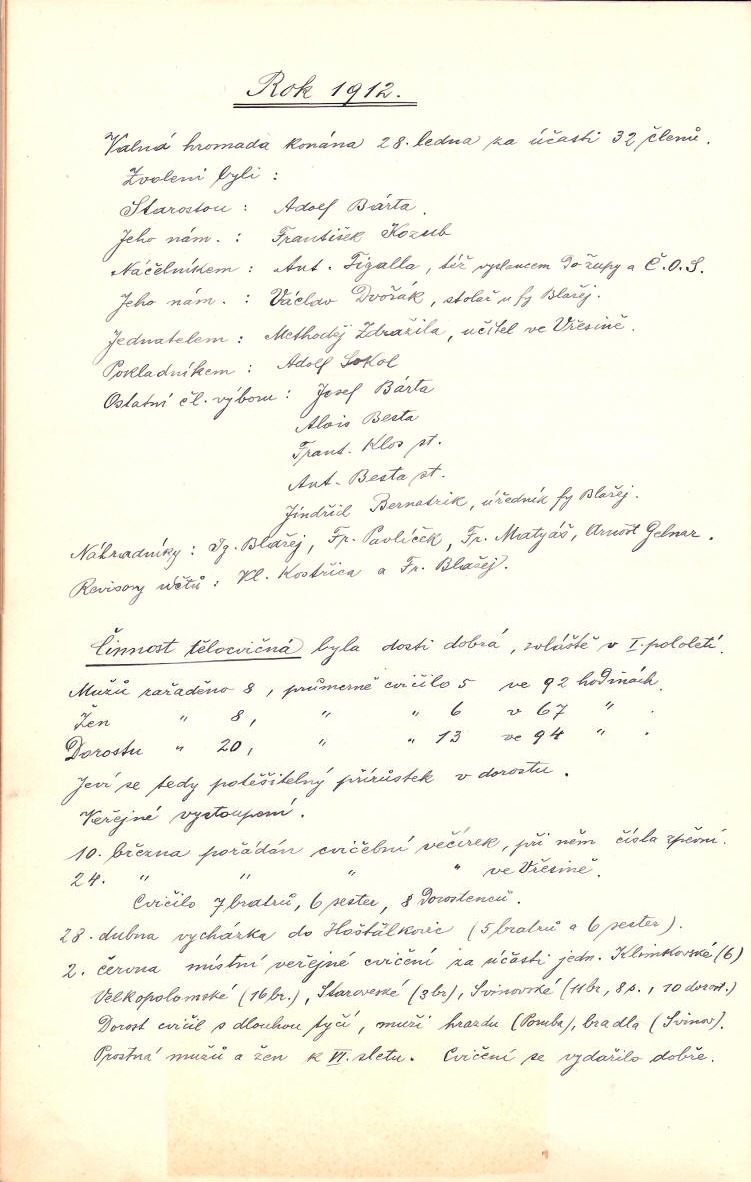 Rok 1912.
Valná hromada konána 28. ledna za účasti 32 členů.
Zvoleni byli :
Starostou : Adolf Bárta.
Jeho nám. : František Kozub
Náčelníkem : Ant. Figalla, též vyslancem do župy a Č.O.S.
Jeho nám. : Václav Dvořák, stolař u fy Blažej.
Jednatelem : Methoděj Zdražila, učitel ve Vřesině.
Pokladníkem : Adolf Sokol
Ostatní čl. výboru : Josef Bárta
Alois Besta
Frant. Klos st.
Ant. Besta st.
Jindřich Bernatzik, úředník fy Blažej.
Náhradníky : Ig. Blažej, Fr. Pavlíček, Fr. Matyáš, Arnošt Gelnar.
Revisory účtů : Kl. Kostřica a Fr. Blažej.
Činnost tělocvičná byla dosti dobrá, zvláště v I. pololetí.
Mužů zařaděno 8, průměrně cvičilo 5 ve 92 hodinách.
Žen " 8, " " 6 v 67 " .
Dorostu " 20, " " 13 ve 94 " .
Jeví se tedy potěšitelný přírůstek v dorostu.
Veřejné vystoupení.
10. března pořádán cvičební večírek, při něm čísla zpěvní.
24. " " " " ve Vřesině.
Cvičilo 7 bratrů, 6 sester, 8 Dorostenců.
28. dubna vycházka do Hošťálkovic (5 bratrů a 6 sester).
2. června místní veřejné cvičení za účasti jedn. Klimkovské (6)
Velkopolomské (16 br.), Staroveské (3 br), Svinovské (11 br, 8 s., 10 dorost.)
Dorost cvičil s dlouhou tyčí, muži hrazdu (Poruba), bradla (Svinov).
Prostná mužů a žen k VI. sletu. Cvičení se vydařilo dobře.